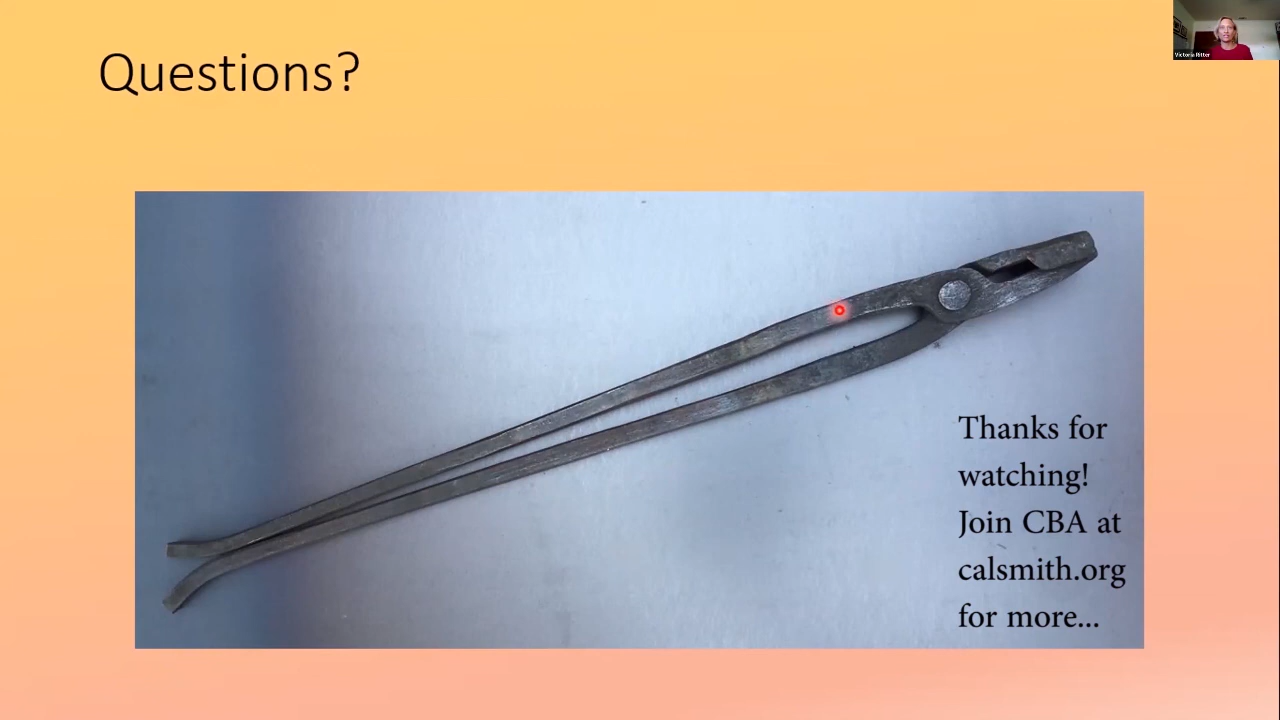 Questions?
Victoria Ritter
Thanks for
watching!
Join CBA at
calsmith.org
for more...